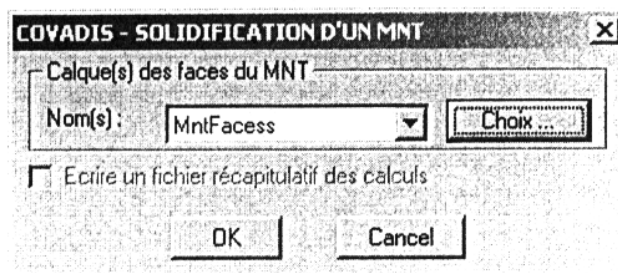 COVADIS - SOLIDIFICATION D'UN MNT
Calque(s) des faces du MNT
Nom(s) : MntFacess Choix ...
Ecrire un fichier récapitulatif des calculs
OK Cancel